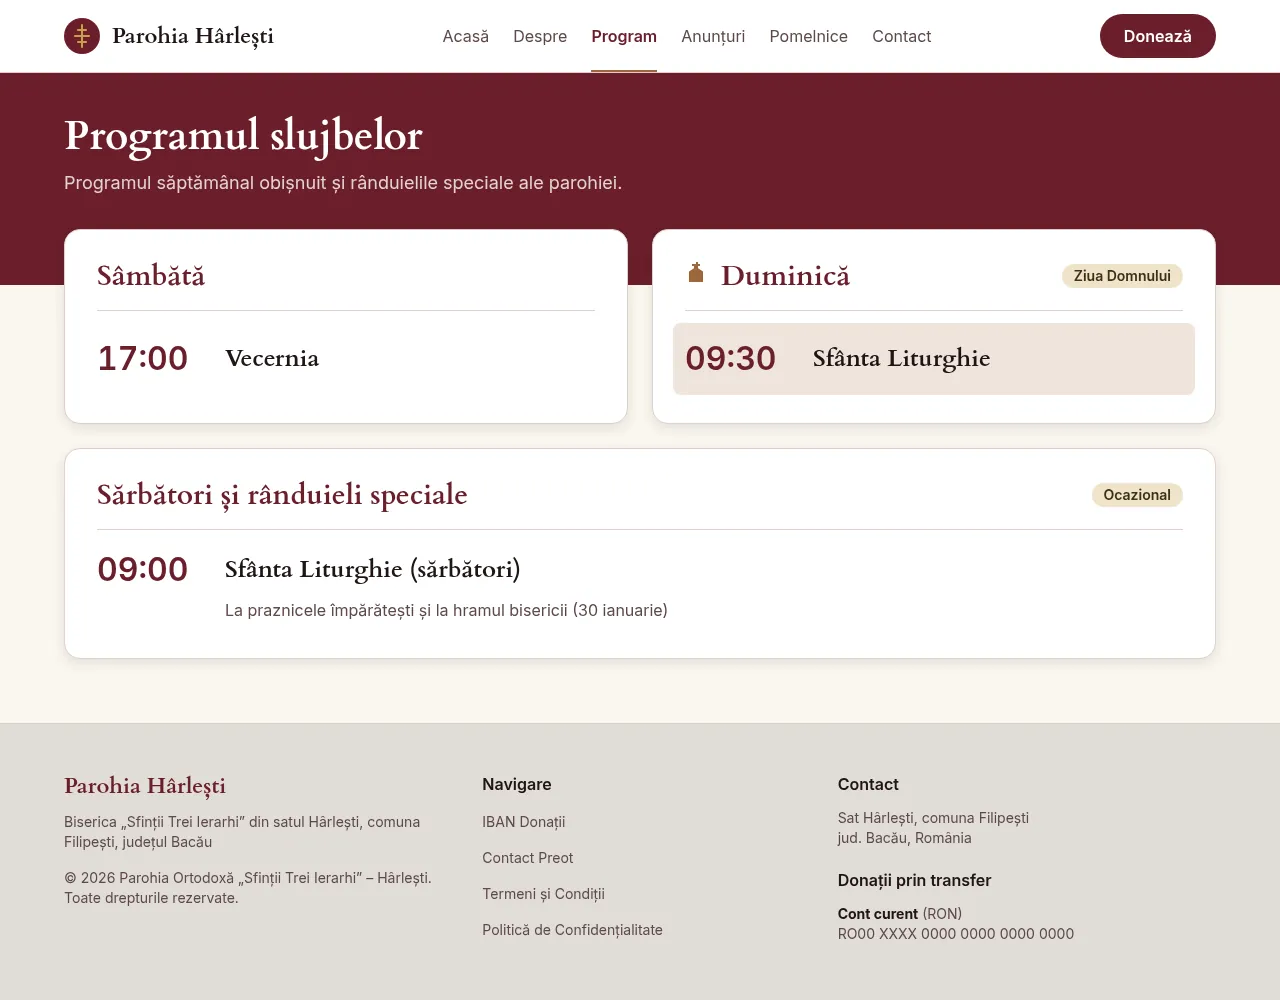 Parohia Hârlești
Acasă
Despre
Program
Anunțuri
Pomelnice
Contact
Donează
Programul slujbelor
Programul săptămânal obișnuit și rânduielile speciale ale parohiei.
Sâmbătă
17:00
Vecernia
Duminică
Ziua Domnului
09:30
Sfânta Liturghie
Sărbători și rânduieli speciale
Ocazional
09:00
Sfânta Liturghie (sărbători)
La praznicele împărătești și la hramul bisericii (30 ianuarie)
Parohia Hârlești
Biserica „Sfinții Trei Ierarhi” din satul Hârlești, comuna
Filipești, județul Bacău
© 2026 Parohia Ortodoxă „Sfinții Trei Ierarhi” – Hârlești.
Toate drepturile rezervate.
Navigare
IBAN Donații
Contact Preot
Termeni și Condiții
Politică de Confidențialitate
Contact
Sat Hârlești, comuna Filipești
jud. Bacău, România
Donații prin transfer
Cont curent (RON)
RO00 XXXX 0000 0000 0000 0000